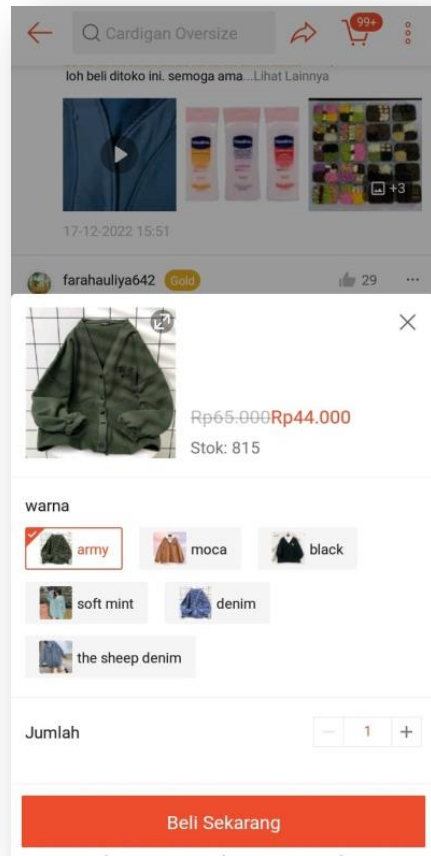 Cardigan Oversize
99+
loh beli ditoko ini. semoga ama...Lihat Lainnya
+3
17-12-2022 15:51
farahauliya642 Gold 29
Rp65.000Rp44.000
Stok: 815
warna
army moca black
soft mint denim
the sheep denim
Jumlah
1
Beli Sekarang